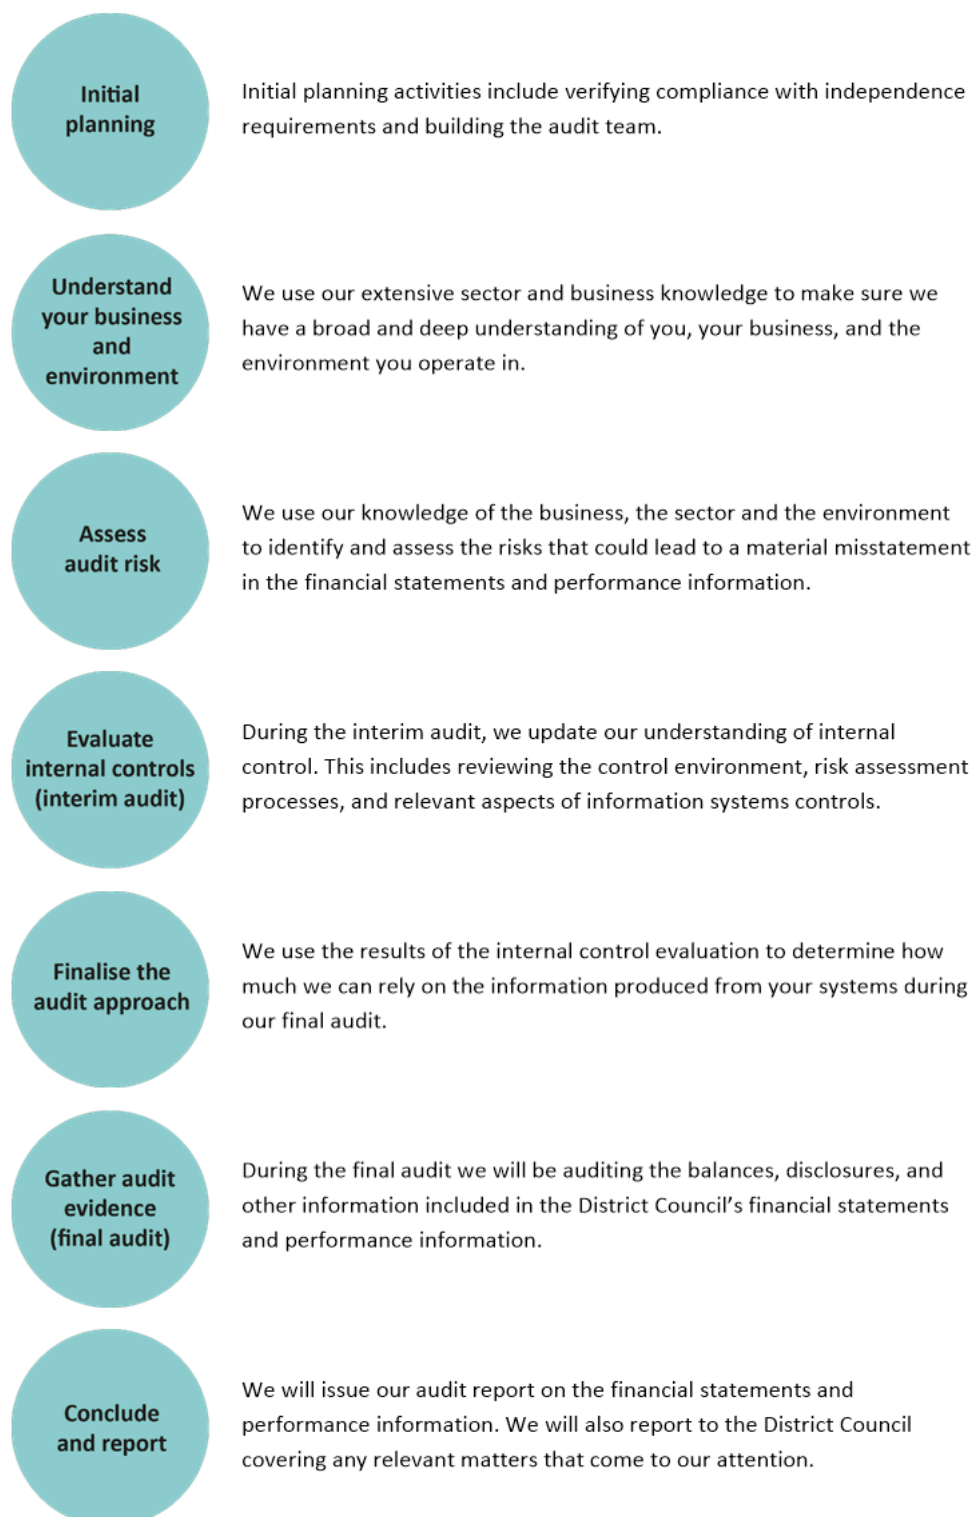 Initial
planning
Initial planning activities include verifying compliance with independence
requirements and building the audit team.
Understand
your business
and
environment
We use our extensive sector and business knowledge to make sure we
have a broad and deep understanding of you, your business, and the
environment you operate in.
Assess
audit risk
We use our knowledge of the business, the sector and the environment
to identify and assess the risks that could lead to a material misstatement
in the financial statements and performance information.
Evaluate
internal controls
(interim audit)
During the interim audit, we update our understanding of internal
control. This includes reviewing the control environment, risk assessment
processes, and relevant aspects of information systems controls.
Finalise the
audit approach
We use the results of the internal control evaluation to determine how
much we can rely on the information produced from your systems during
our final audit.
Gather audit
evidence
(final audit)
During the final audit we will be auditing the balances, disclosures, and
other information included in the District Council’s financial statements
and performance information.
Conclude
and report
We will issue our audit report on the financial statements and
performance information. We will also report to the District Council
covering any relevant matters that come to our attention.